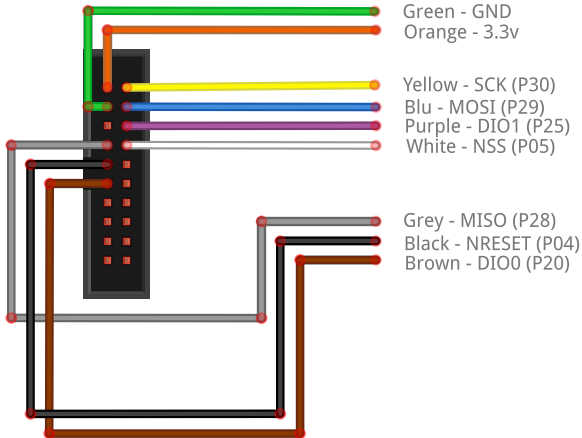 Green - GND
Orange - 3.3v
Yellow - SCK (P30)
Blu - MOSI (P29)
Purple - DIO1 (P25)
White - NSS (P05)
Grey - MISO (P28)
Black - NRESET (P04)
Brown - DIO0 (P20)